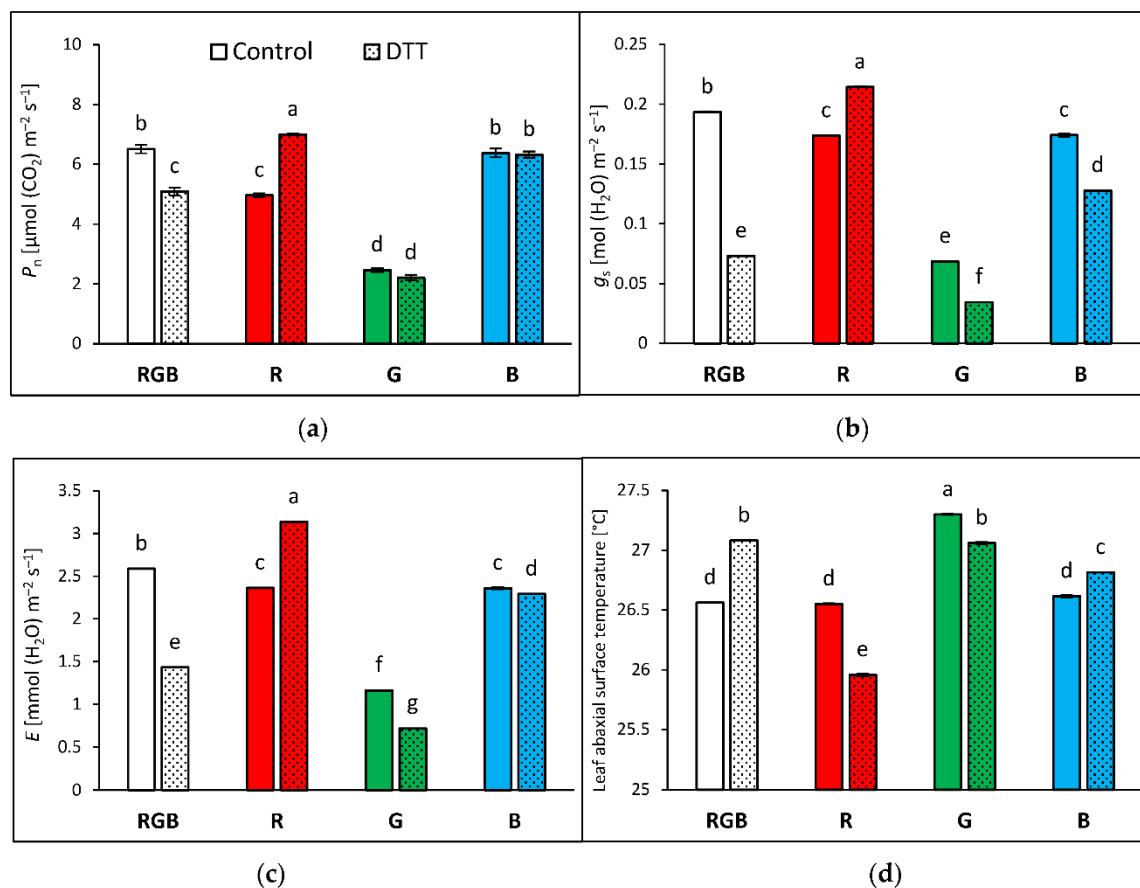 10
8
6
4
2
0
Pₙ [µmol (CO₂) m⁻² s⁻¹]
Control
DTT
b
c
c
a
d
d
b
b
RGB
R
G
B
(a)
0.25
0.2
0.15
0.1
0.05
0
gₛ [mol (H₂O) m⁻² s⁻¹]
b
e
c
a
e
f
c
d
RGB
R
G
B
(b)
3.5
3
2.5
2
1.5
1
0.5
0
E [mmol (H₂O) m⁻² s⁻¹]
b
e
c
a
f
g
c
d
RGB
R
G
B
(c)
27.5
27
26.5
26
25.5
25
Leaf abaxial surface temperature [°C]
d
b
d
e
a
b
d
c
RGB
R
G
B
(d)